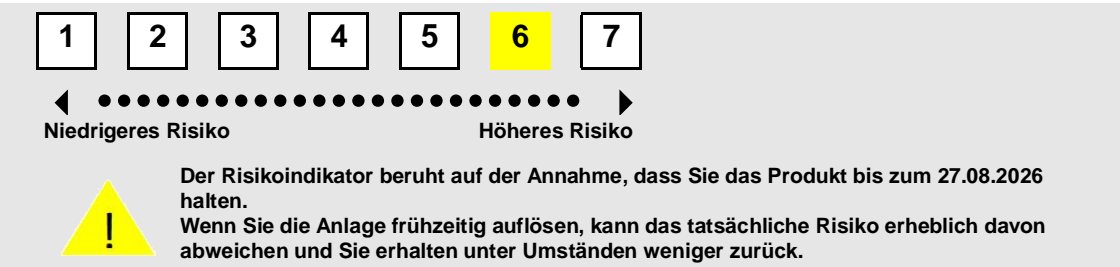 1 2 3 4 5 6 7
Niedrigeres Risiko Höheres Risiko
Der Risikoindikator beruht auf der Annahme, dass Sie das Produkt bis zum 27.08.2026
halten.
Wenn Sie die Anlage frühzeitig auflösen, kann das tatsächliche Risiko erheblich davon
abweichen und Sie erhalten unter Umständen weniger zurück.
!